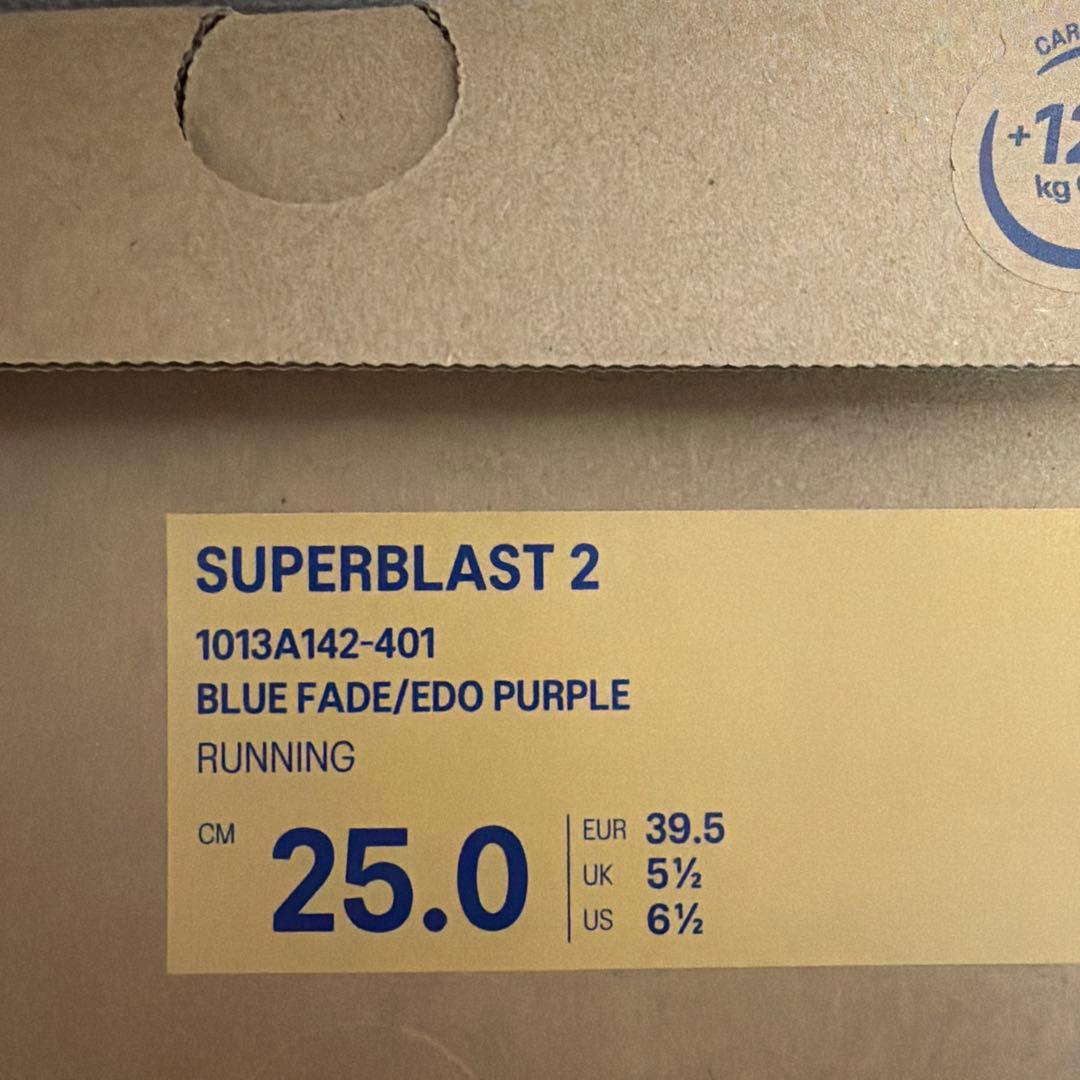 +12
kg
SUPERBLAST 2
1013A142-401
BLUE FADE/EDO PURPLE
RUNNING
CM 25.0
EUR 39.5
UK 5½
US 6½